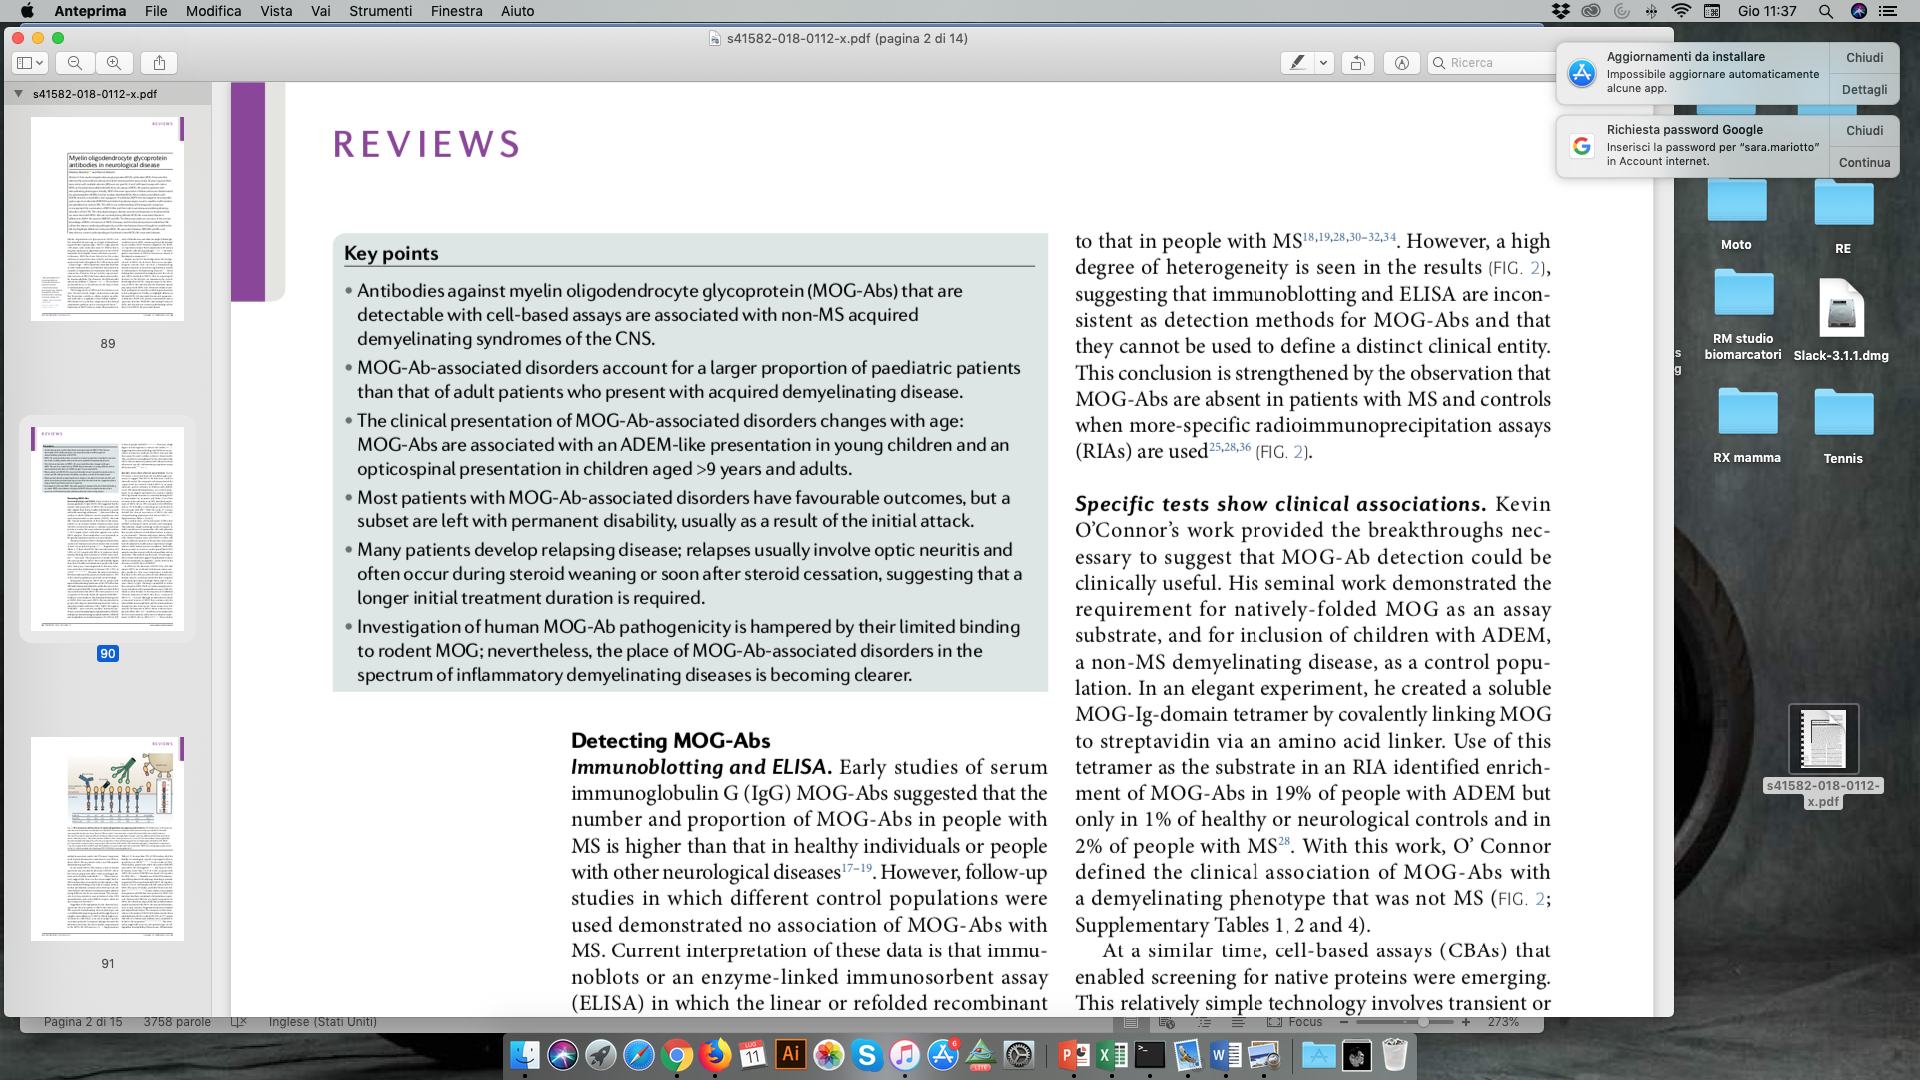 Anteprima File Modifica Vista Vai Strumenti Finestra Aiuto
Gio 11:37
s41582-018-0112-x.pdf (pagina 2 di 14)
Ricerca
s41582-018-0112-x.pdf
REVIEWS
Myelin oligodendrocyte glycoprotein
antibodies in neurological disease
89
REVIEWS
90
REVIEWS
91
REVIEWS
Key points
• Antibodies against myelin oligodendrocyte glycoprotein (MOG-Abs) that are
detectable with cell-based assays are associated with non-MS acquired
demyelinating syndromes of the CNS.
• MOG-Ab-associated disorders account for a larger proportion of paediatric patients
than that of adult patients who present with acquired demyelinating disease.
• The clinical presentation of MOG-Ab-associated disorders changes with age:
MOG-Abs are associated with an ADEM-like presentation in young children and an
opticospinal presentation in children aged >9 years and adults.
• Most patients with MOG-Ab-associated disorders have favourable outcomes, but a
subset are left with permanent disability, usually as a result of the initial attack.
• Many patients develop relapsing disease; relapses usually involve optic neuritis and
often occur during steroid weaning or soon after steroid cessation, suggesting that a
longer initial treatment duration is required.
• Investigation of human MOG-Ab pathogenicity is hampered by their limited binding
to rodent MOG; nevertheless, the place of MOG-Ab-associated disorders in the
spectrum of inflammatory demyelinating diseases is becoming clearer.
Detecting MOG-Abs
Immunoblotting and ELISA. Early studies of serum
immunoglobulin G (IgG) MOG-Abs suggested that the
number and proportion of MOG-Abs in people with
MS is higher than that in healthy individuals or people
with other neurological diseases17–19. However, follow-up
studies in which different control populations were
used demonstrated no association of MOG-Abs with
MS. Current interpretation of these data is that immu-
noblots or an enzyme-linked immunosorbent assay
(ELISA) in which the linear or refolded recombinant
to that in people with MS18,19,28,30–32,34. However, a high
degree of heterogeneity is seen in the results (FIG. 2),
suggesting that immunoblotting and ELISA are incon-
sistent as detection methods for MOG-Abs and that
they cannot be used to define a distinct clinical entity.
This conclusion is strengthened by the observation that
MOG-Abs are absent in patients with MS and controls
when more-specific radioimmunoprecipitation assays
(RIAs) are used25,28,36 (FIG. 2).
Specific tests show clinical associations. Kevin
O'Connor's work provided the breakthroughs nec-
essary to suggest that MOG-Ab detection could be
clinically useful. His seminal work demonstrated the
requirement for natively-folded MOG as an assay
substrate, and for inclusion of children with ADEM,
a non-MS demyelinating disease, as a control popu-
lation. In an elegant experiment, he created a soluble
MOG-Ig-domain tetramer by covalently linking MOG
to streptavidin via an amino acid linker. Use of this
tetramer as the substrate in an RIA identified enrich-
ment of MOG-Abs in 19% of people with ADEM but
only in 1% of healthy or neurological controls and in
2% of people with MS28. With this work, O' Connor
defined the clinical association of MOG-Abs with
a demyelinating phenotype that was not MS (FIG. 2;
Supplementary Tables 1, 2 and 4).
At a similar time, cell-based assays (CBAs) that
enabled screening for native proteins were emerging.
This relatively simple technology involves transient or
Aggiornamenti da installare
Impossibile aggiornare automaticamente
alcune app.
Chiudi
Dettagli
Richiesta password Google
Inserisci la password per "sara.mariotto"
in Account internet.
Chiudi
Continua
Moto
RE
RM studio
biomarcatori
Slack-3.1.1.dmg
s
g
RX mamma
Tennis
s41582-018-0112-
x.pdf
Pagina 2 di 15 3758 parole Inglese (Stati Uniti) Focus 273%
LUG
11
Ai
6
LITE